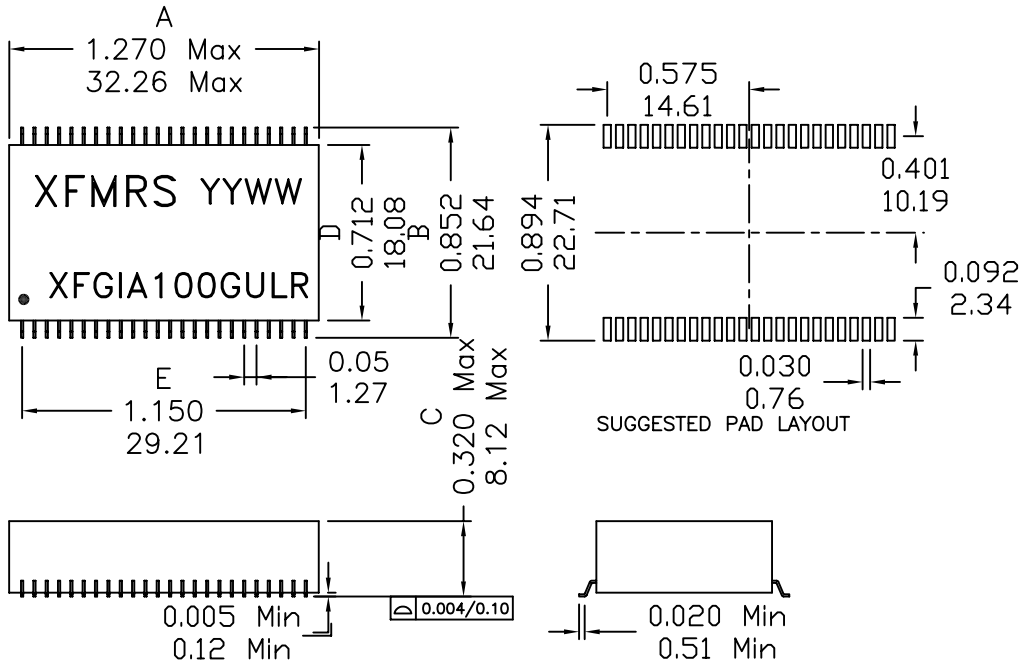 A
1.270 Max
32.26 Max
XFMRS YYWW
XFGIA100GULR
D
0.712
18.08
B
0.852
21.64
0.05
1.27
E
1.150
29.21
C
0.320 Max
8.12 Max
0.575
14.61
0.401
10.19
0.894
22.71
0.092
2.34
0.030
0.76
SUGGESTED PAD LAYOUT
0.005 Min
0.12 Min
0.004/0.10
0.020 Min
0.51 Min